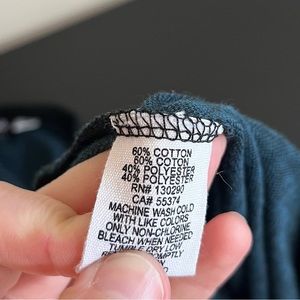 60% COTTON
60% COTON
40% POLYESTER
40% POLYESTER
RN# 130290
CA# 55374
MACHINE WASH COLD
WITH LIKE COLORS
ONLY NON-CHLORINE
BLEACH WHEN NEEDED
TUMBLE DRY LOW
PROMPTLY